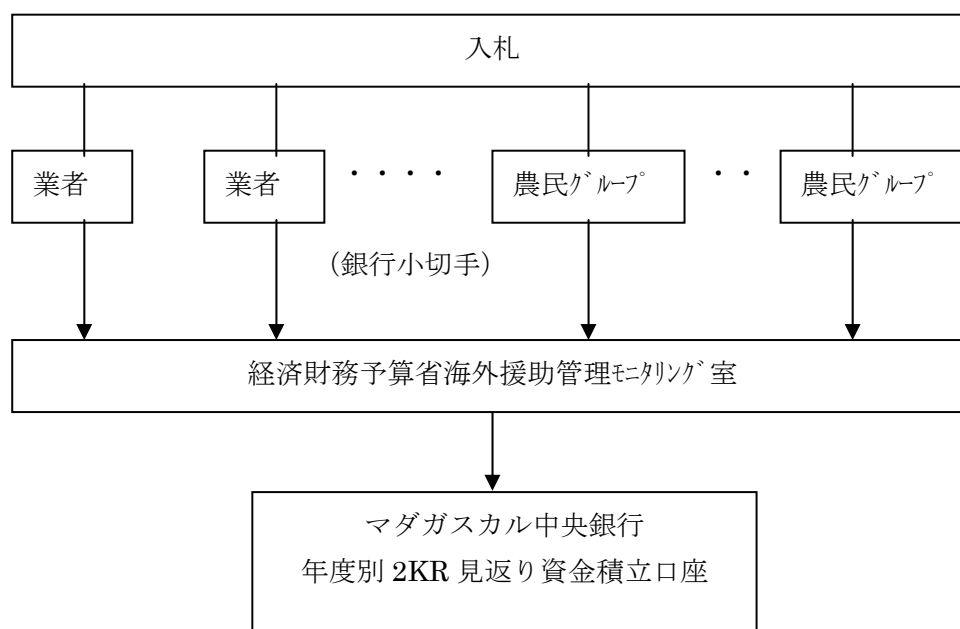 入札
業者 業者 ・・・・ 農民ｸﾞﾙｰﾌﾟ ・・ 農民ｸﾞﾙｰﾌﾟ
（銀行小切手）
経済財務予算省海外援助管理ﾓﾆﾀﾘﾝｸﾞ室
マダガスカル中央銀行
年度別 2KR 見返り資金積立口座